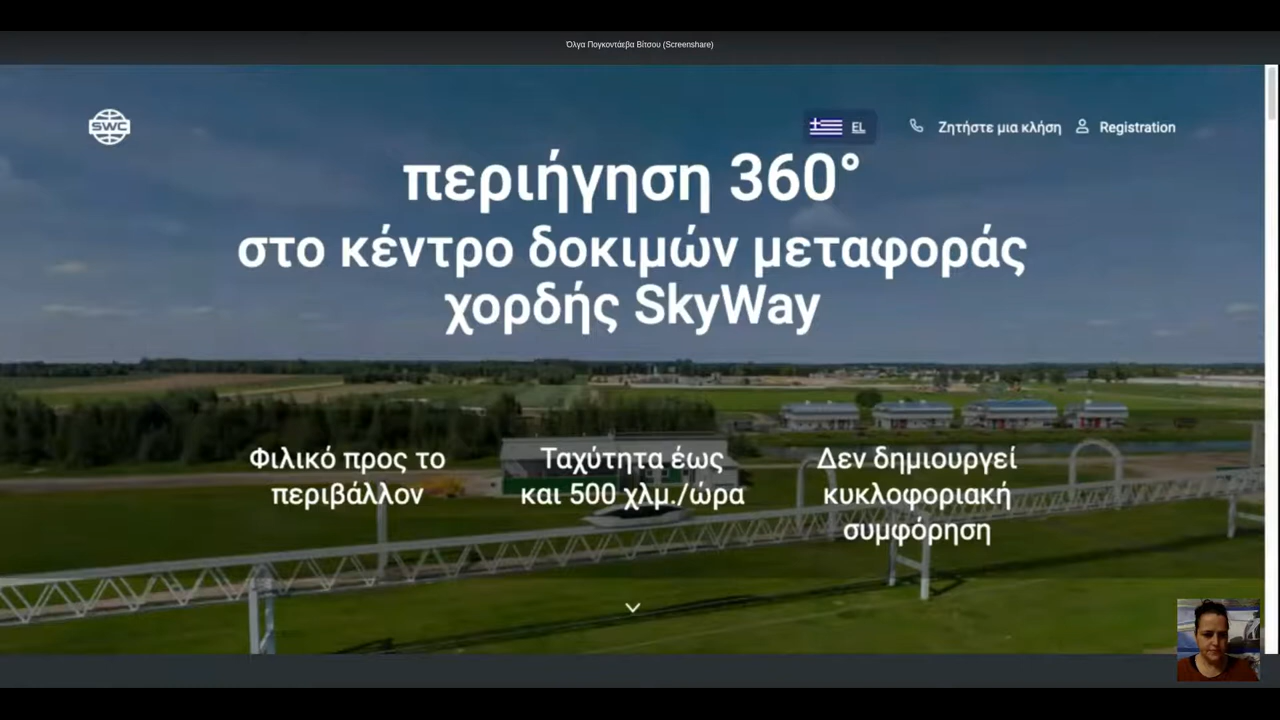 Όλγα Πογκοντάεβα Βίτσου (Screenshare)
SWC
EL
Ζητήστε μια κλήση
Registration
περιήγηση 360°
στο κέντρο δοκιμών μεταφοράς
χορδής SkyWay
Φιλικό προς το
περιβάλλον
Ταχύτητα έως
και 500 χλμ./ώρα
Δεν δημιουργεί
κυκλοφοριακή
συμφόρηση